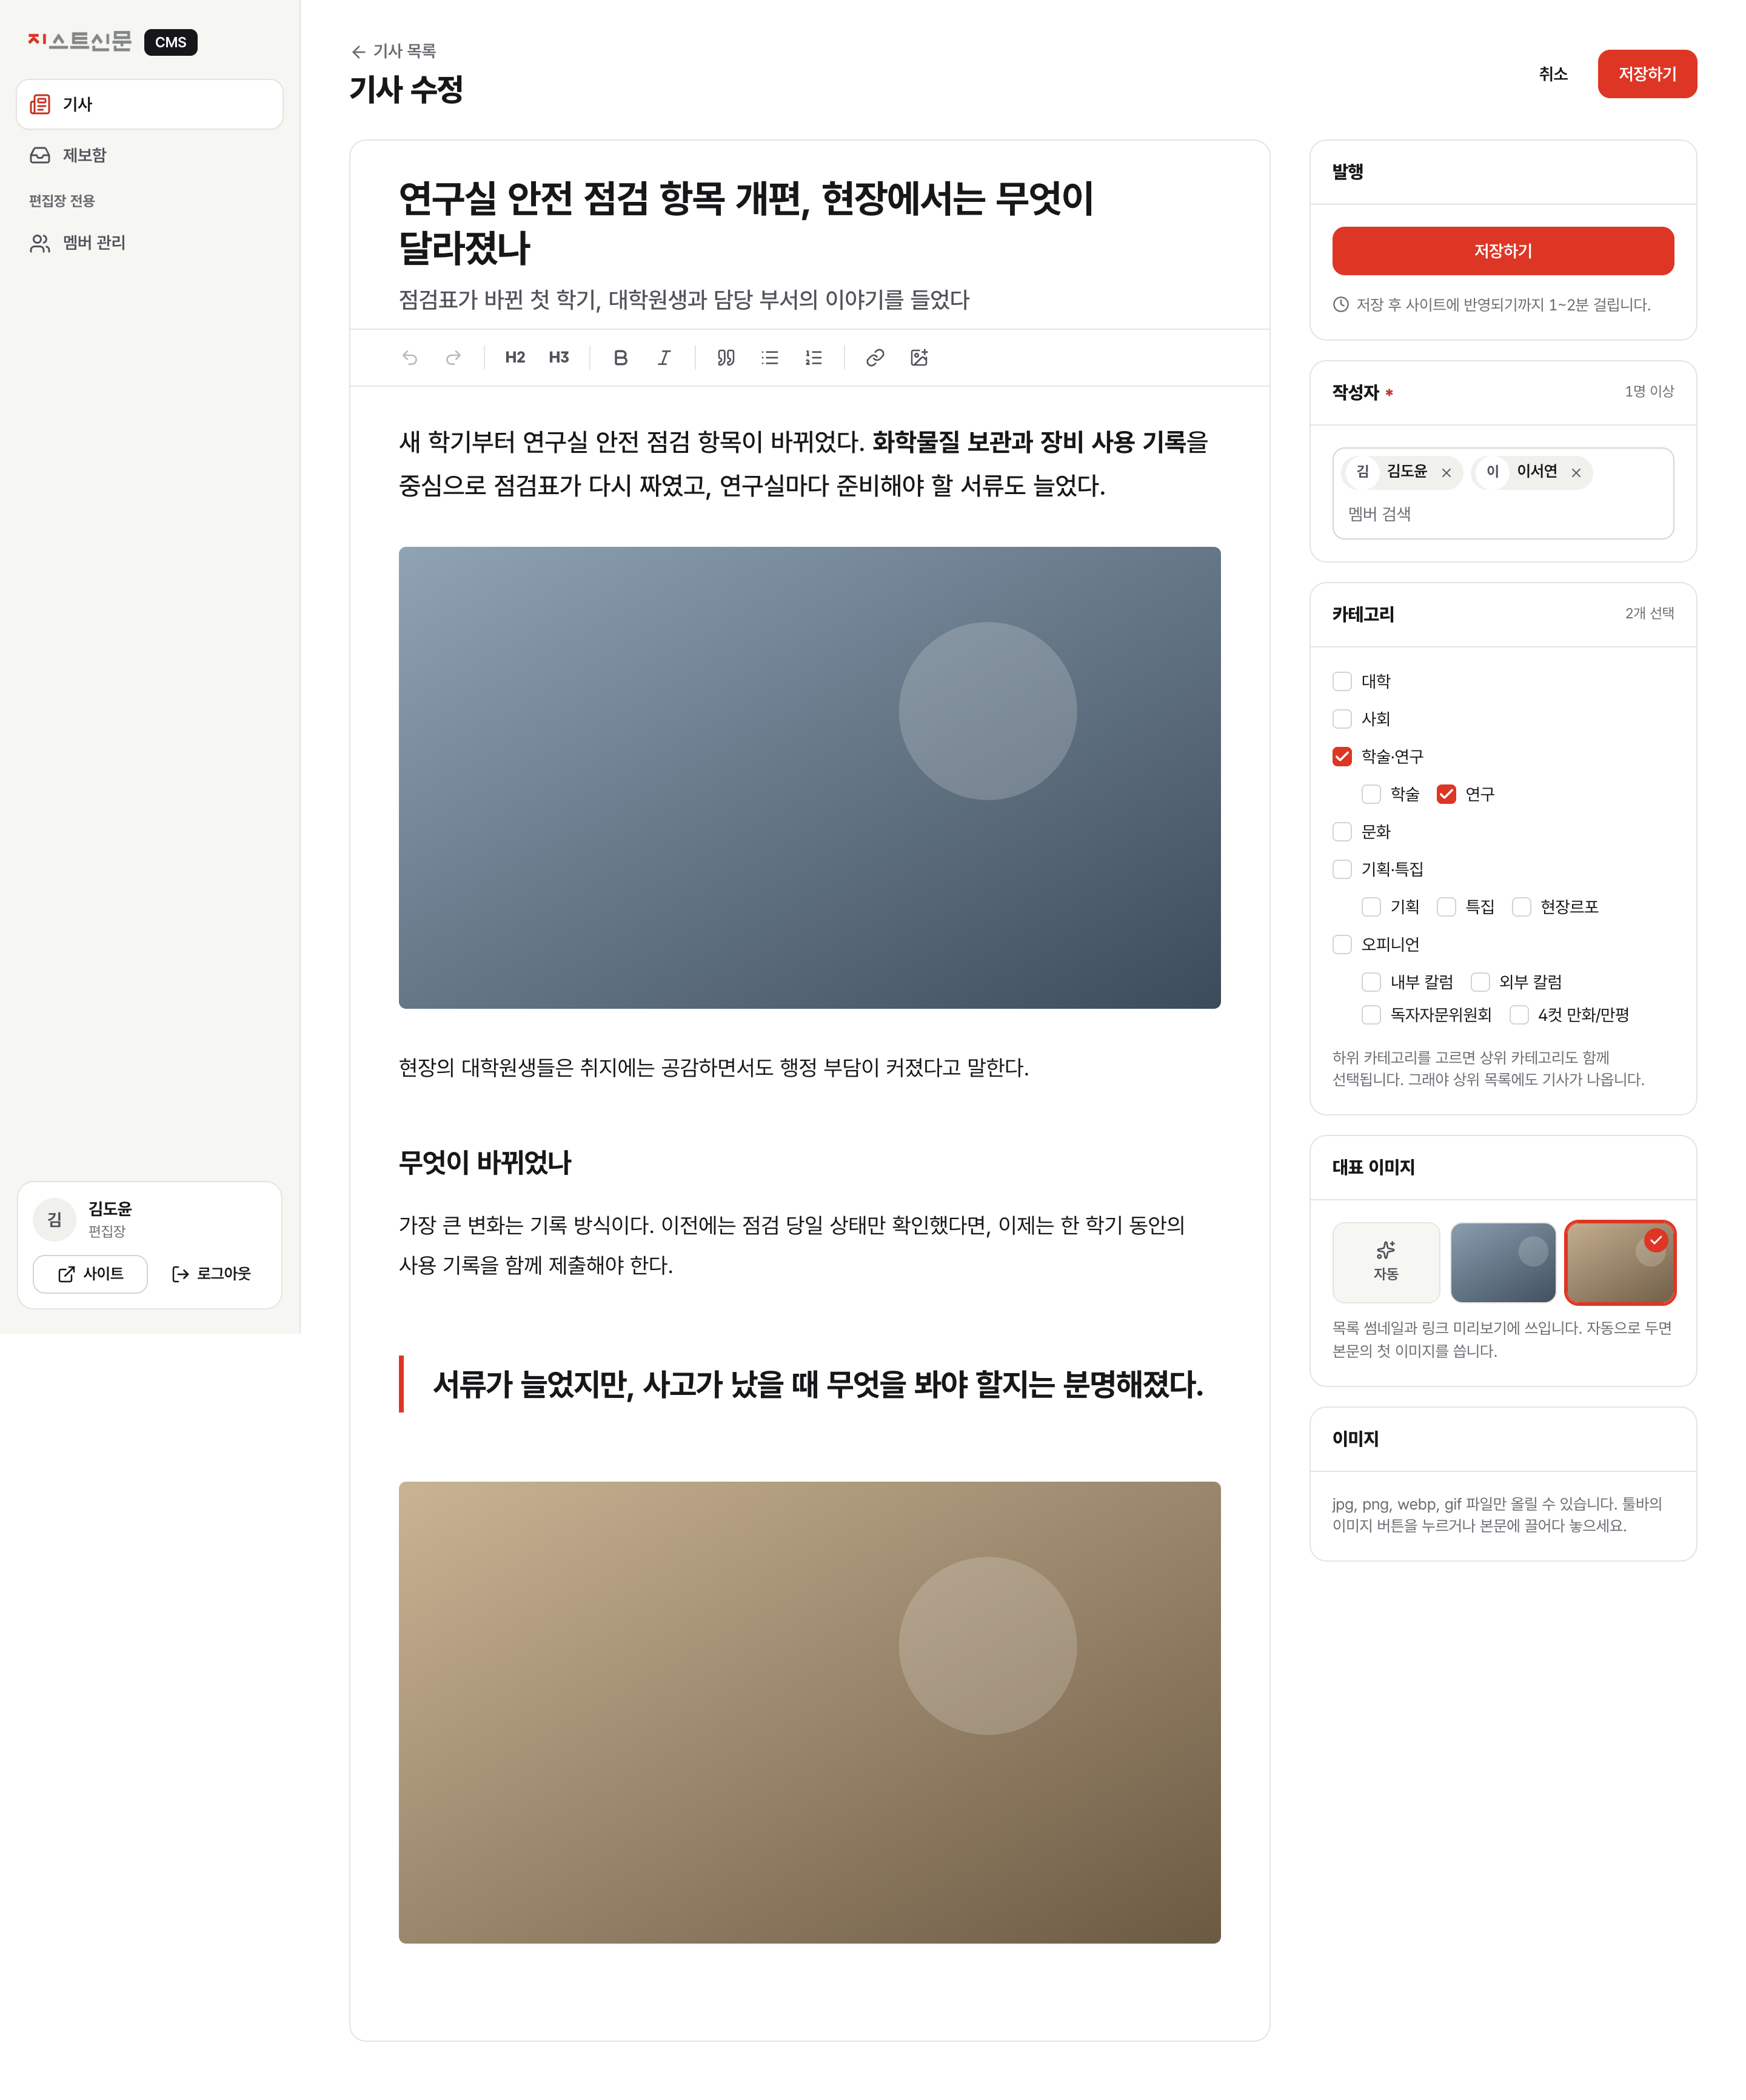 지스트신문 CMS
기사
제보함
편집장 전용
멤버 관리
김 김도윤
편집장
사이트 로그아웃
기사 목록
기사 수정
취소 저장하기
연구실 안전 점검 항목 개편, 현장에서는 무엇이
달라졌나
점검표가 바뀐 첫 학기, 대학원생과 담당 부서의 이야기를 들었다
H2 H3 B I
새 학기부터 연구실 안전 점검 항목이 바뀌었다. 화학물질 보관과 장비 사용 기록을
중심으로 점검표가 다시 짜였고, 연구실마다 준비해야 할 서류도 늘었다.
현장의 대학원생들은 취지에는 공감하면서도 행정 부담이 커졌다고 말한다.
무엇이 바뀌었나
가장 큰 변화는 기록 방식이다. 이전에는 점검 당일 상태만 확인했다면, 이제는 한 학기 동안의
사용 기록을 함께 제출해야 한다.
서류가 늘었지만, 사고가 났을 때 무엇을 봐야 할지는 분명해졌다.
발행
저장하기
저장 후 사이트에 반영되기까지 1~2분 걸립니다.
작성자 * 1명 이상
김 김도윤 이 이서연
멤버 검색
카테고리 2개 선택
대학
사회
학술·연구
학술 연구
문화
기획·특집
기획 특집 현장르포
오피니언
내부 칼럼 외부 칼럼
독자자문위원회 4컷 만화/만평
하위 카테고리를 고르면 상위 카테고리도 함께
선택됩니다. 그래야 상위 목록에도 기사가 나옵니다.
대표 이미지
자동
목록 썸네일과 링크 미리보기에 쓰입니다. 자동으로 두면
본문의 첫 이미지를 씁니다.
이미지
jpg, png, webp, gif 파일만 올릴 수 있습니다. 툴바의
이미지 버튼을 누르거나 본문에 끌어다 놓으세요.